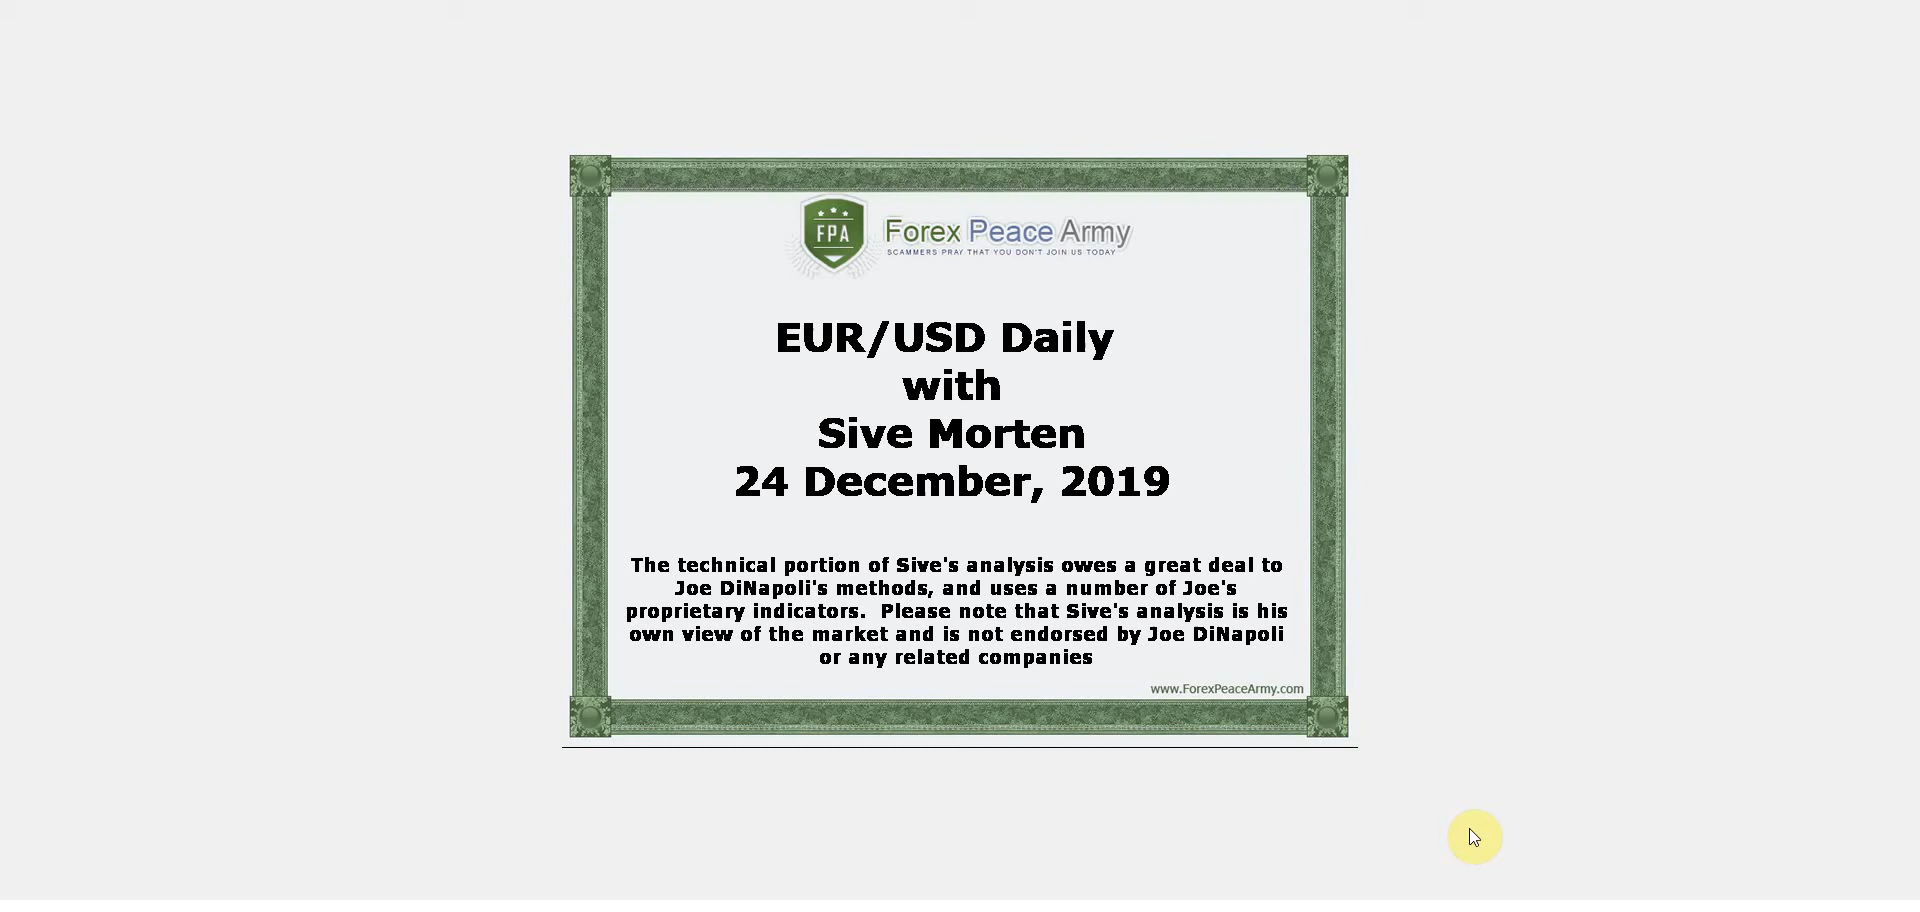 FPA
Forex Peace Army
SCAMMERS PRAY THAT YOU DON'T JOIN US TODAY
EUR/USD Daily
with
Sive Morten
24 December, 2019
The technical portion of Sive's analysis owes a great deal to
Joe DiNapoli's methods, and uses a number of Joe's
proprietary indicators.  Please note that Sive's analysis is his
own view of the market and is not endorsed by Joe DiNapoli
or any related companies
www.ForexPeaceArmy.com